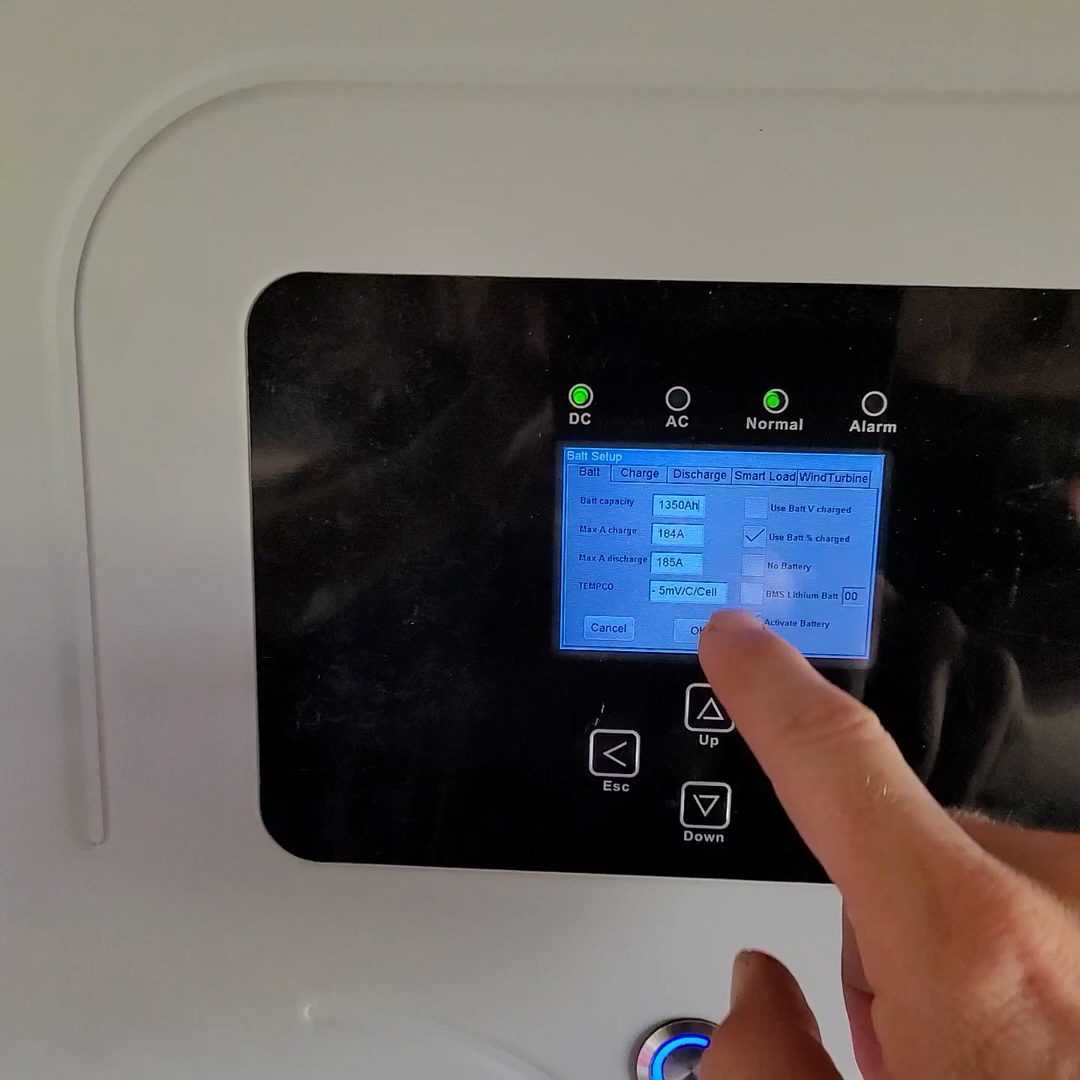 DC AC Normal Alarm
Batt Setup
Batt Charge Discharge Smart Load WindTurbine
Batt capacity 1350Ah Use Batt V charged
Max A charge 184A Use Batt % charged
Max A discharge 185A No Battery
TEMPCO - 5mV/C/Cell BMS Lithium Batt 00
Cancel Activate Battery
Up
Esc
Down